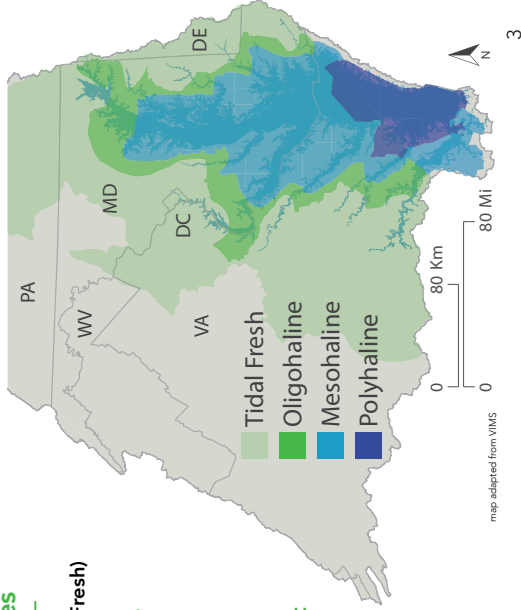 es
Fresh)
PA
WV
MD
DE
DC
VA
Tidal Fresh
Oligohaline
Mesohaline
Polyhaline
0 80 Km
0 80 Mi
N
map adapted from VIMS
3